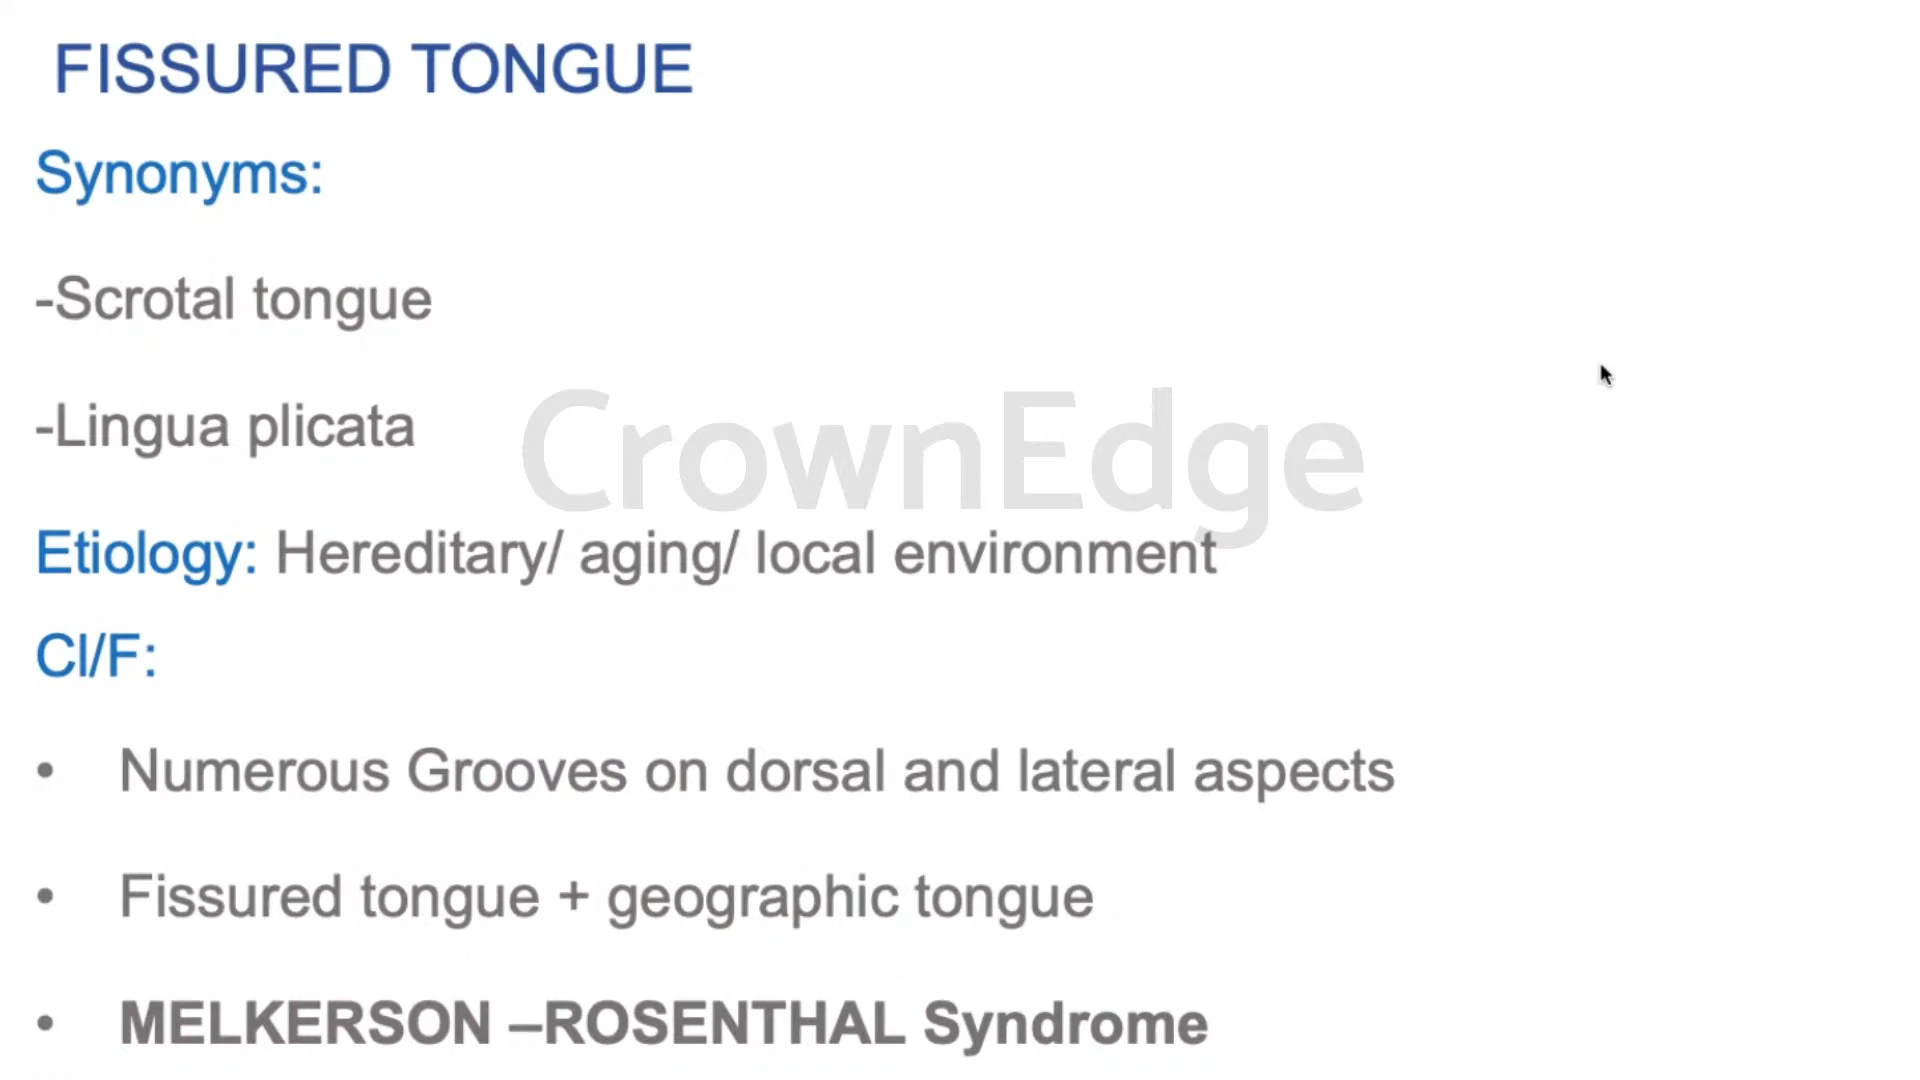 FISSURED TONGUE
Synonyms:
-Scrotal tongue
-Lingua plicata
CrownEdge
Etiology: Hereditary/ aging/ local environment
Cl/F:
• Numerous Grooves on dorsal and lateral aspects
• Fissured tongue + geographic tongue
• MELKERSON –ROSENTHAL Syndrome